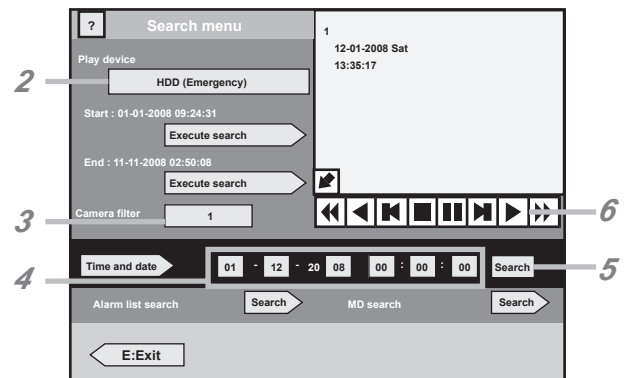 ? Search menu
1
12-01-2008 Sat
13:35:17
Play device
2
HDD (Emergency)
Start : 01-01-2008 09:24:31
Execute search
End : 11-11-2008 02:50:08
Execute search
3
Camera filter 1
6
Time and date 01 - 12 - 20 08 00 : 00 : 00 Search
4
5
Alarm list search Search MD search Search
E:Exit